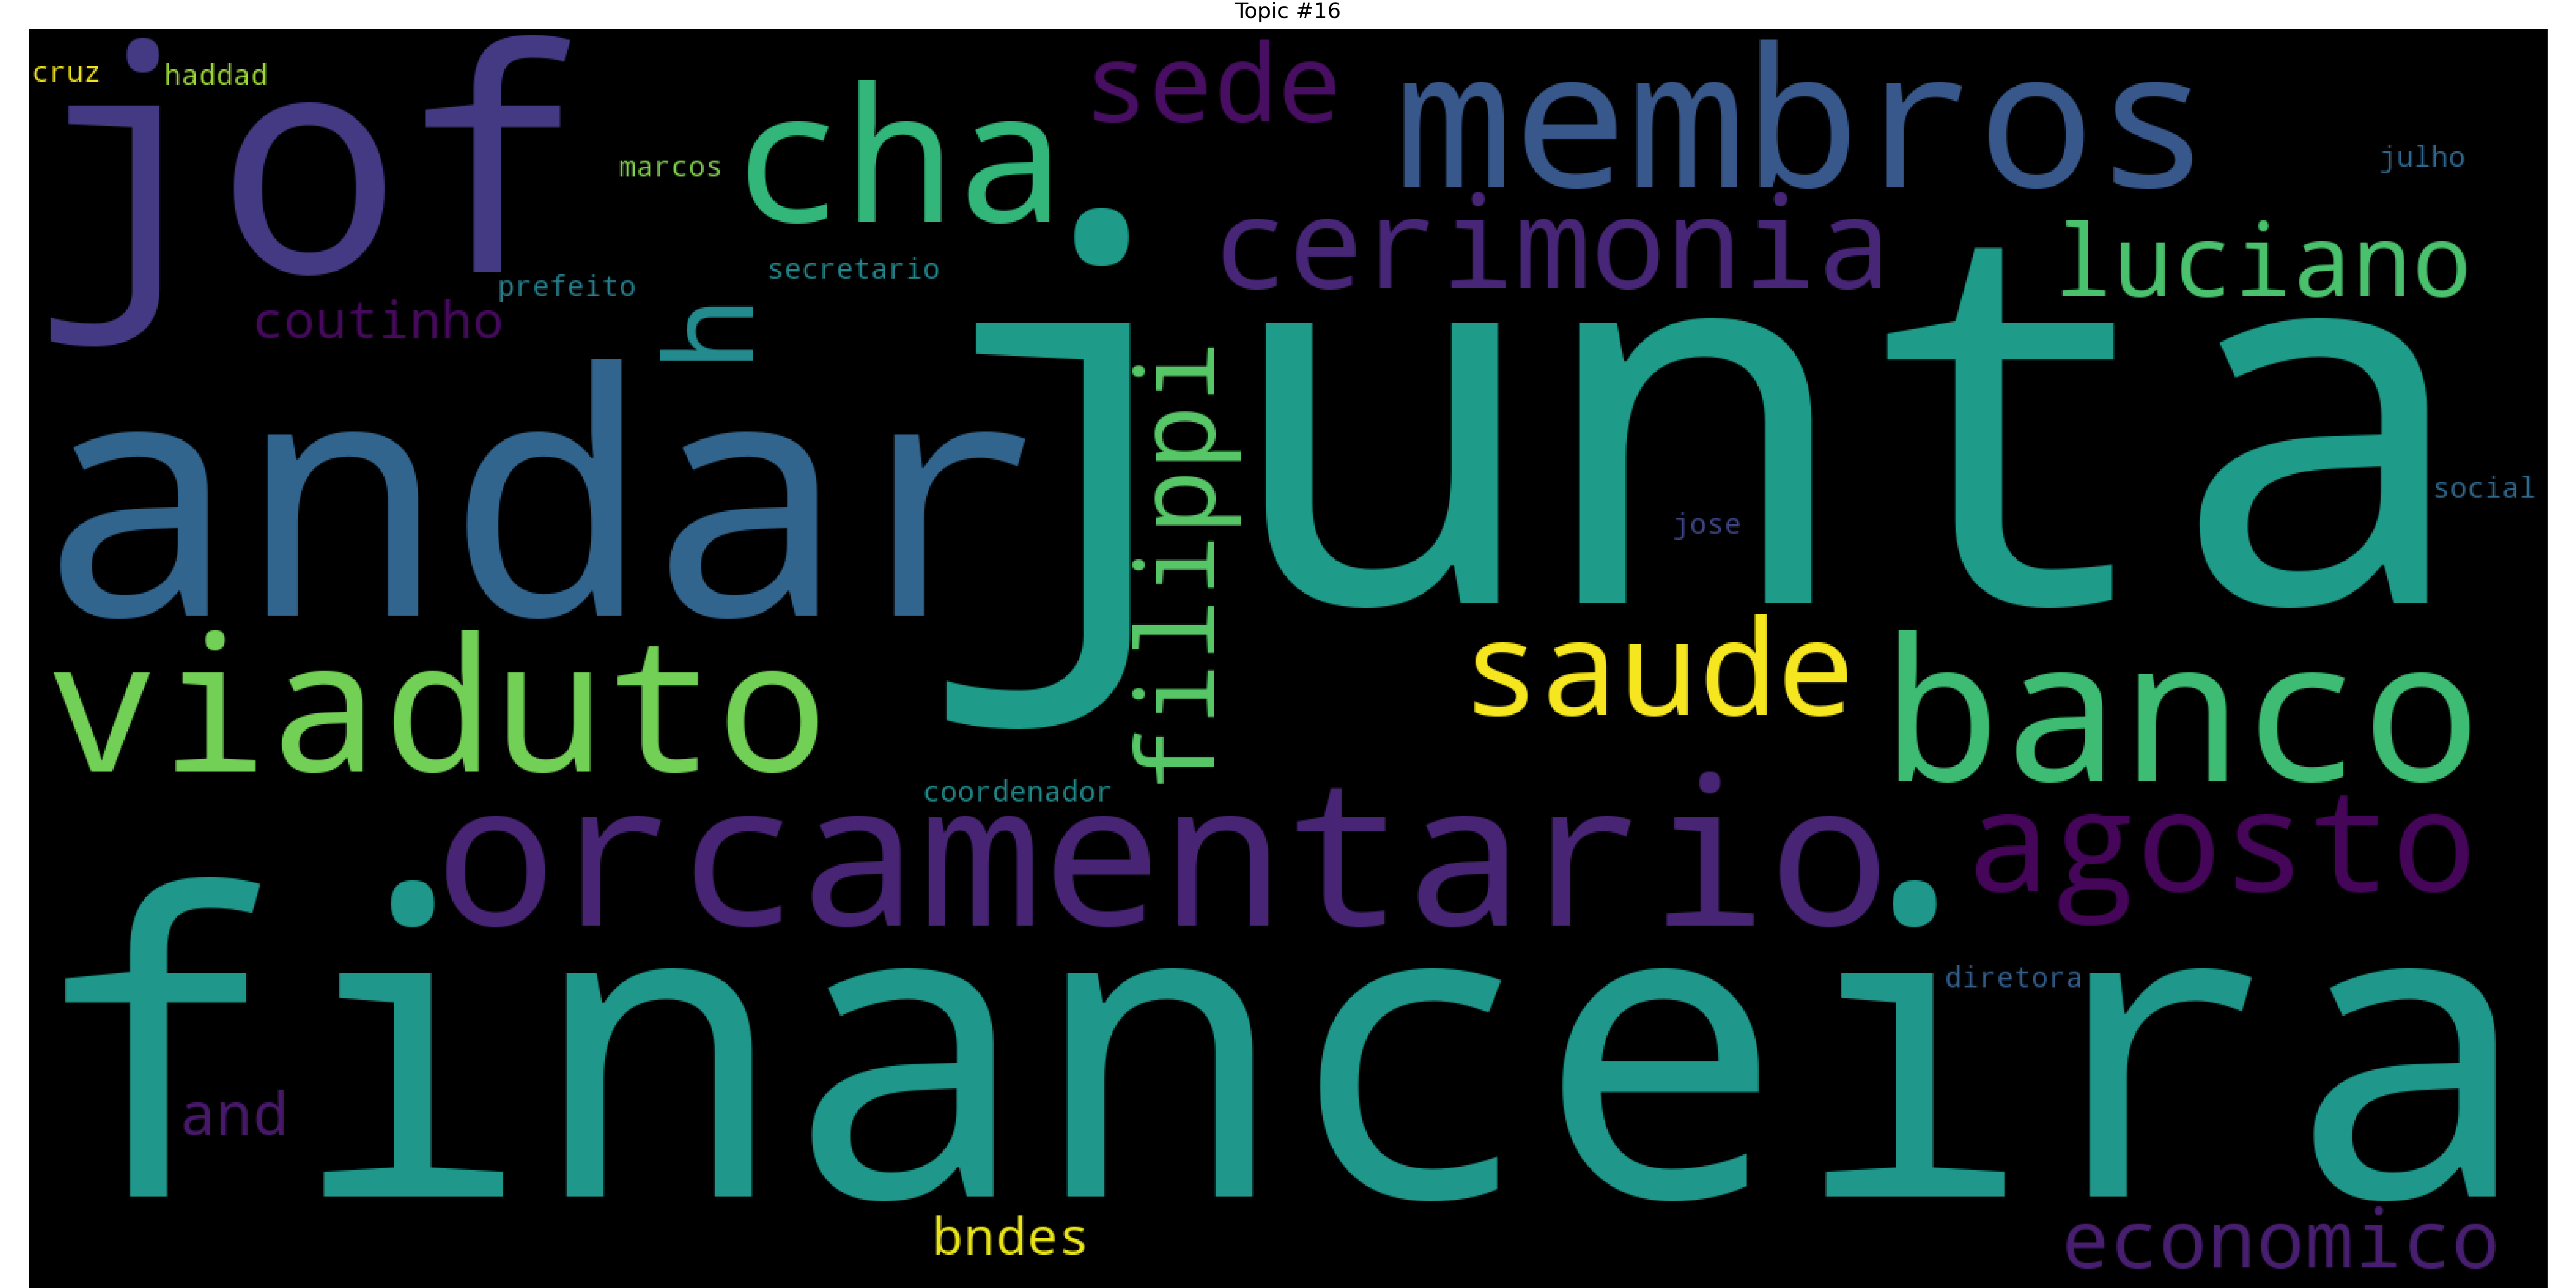 Topic #16
cruz
haddad
jof
marcos
cha
sede
membros
julho
cerimonia
luciano
secretario
prefeito
coutinho
h
junta
andar
filippi
jose
social
viaduto
saude
banco
coordenador
orcamentario
agosto
financeira
diretora
and
bndes
economico